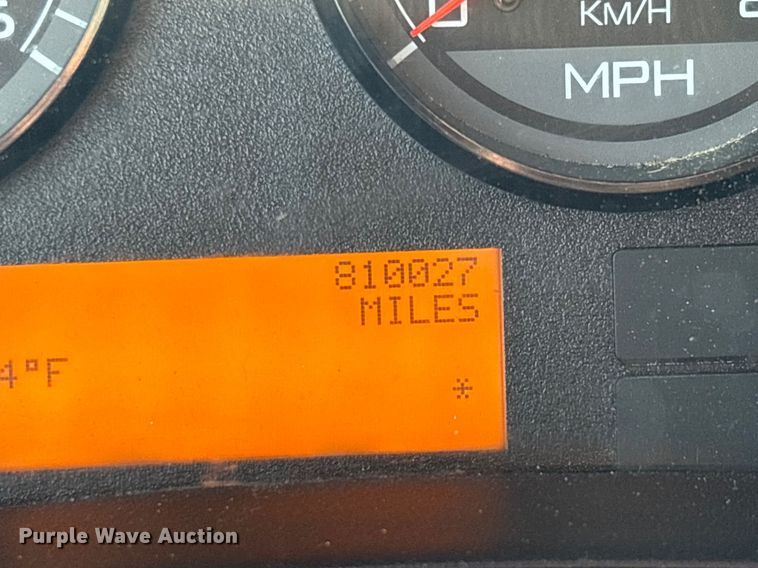 KM/H
MPH
810027
MILES
4°F
*
Purple Wave Auction